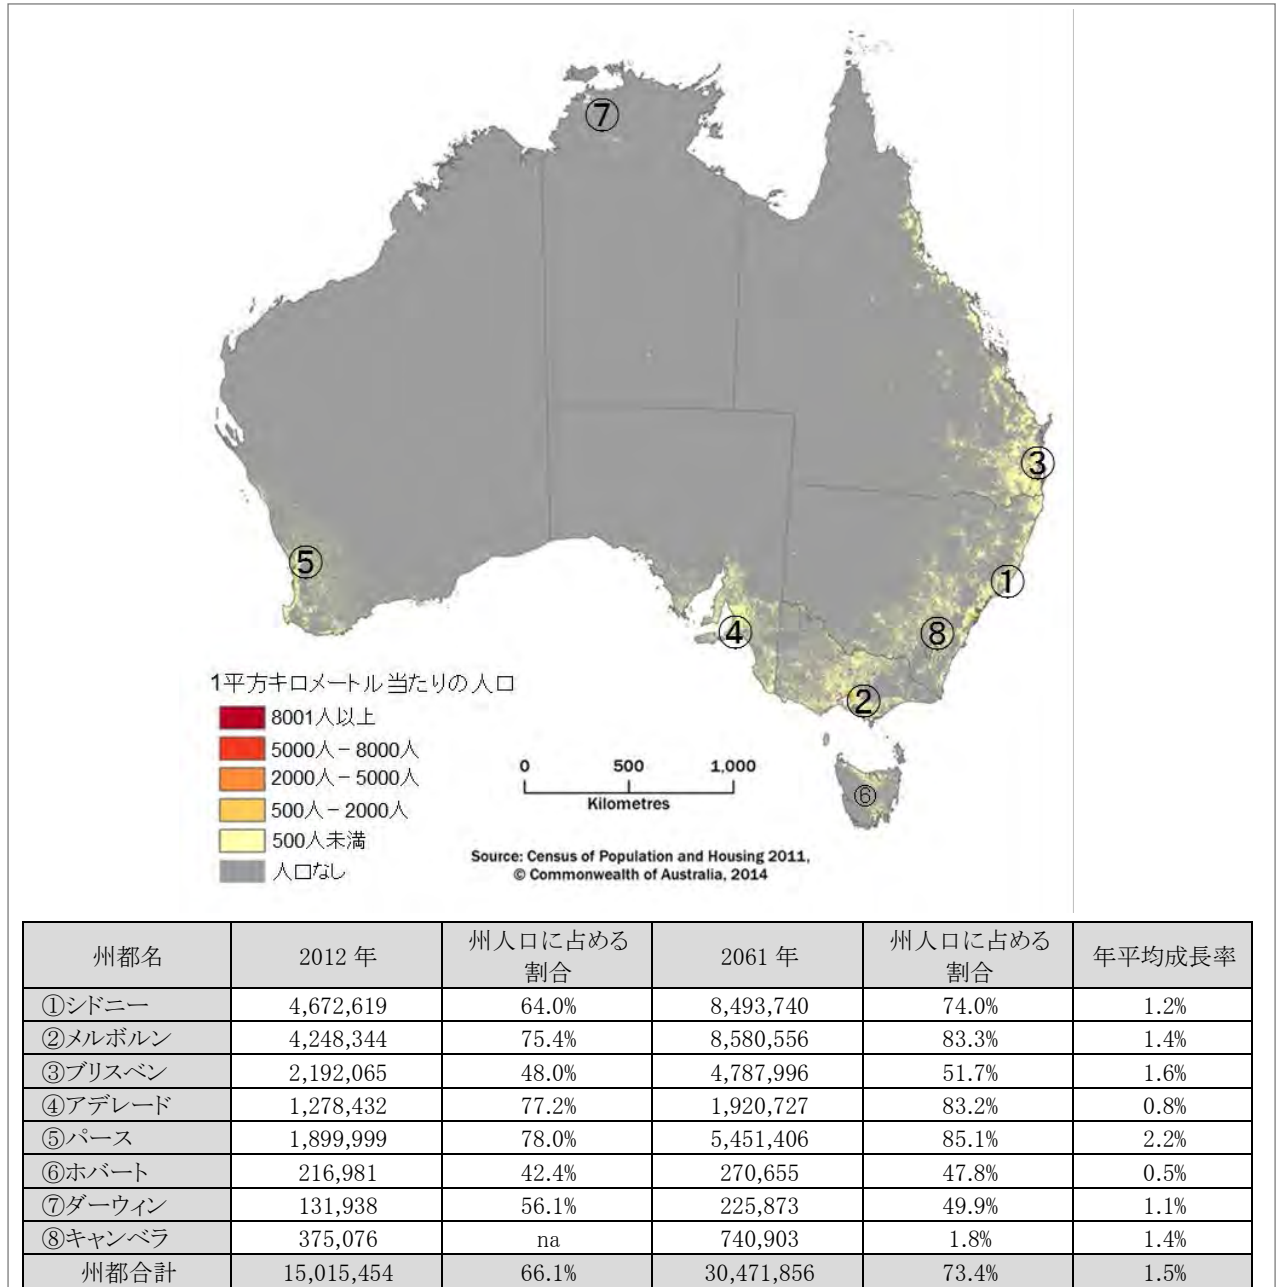 ⑦
③
⑤
①
④
⑧
②
⑥
1平方キロメートル当たりの人口
8001人以上
5000人－8000人
2000人－5000人
500人－2000人
500人未満
人口なし
0 500 1,000
Kilometres
Source: Census of Population and Housing 2011,
© Commonwealth of Australia, 2014
州都名 2012年 州人口に占める割合 2061年 州人口に占める割合 年平均成長率
①シドニー 4,672,619 64.0% 8,493,740 74.0% 1.2%
②メルボルン 4,248,344 75.4% 8,580,556 83.3% 1.4%
③ブリスベン 2,192,065 48.0% 4,787,996 51.7% 1.6%
④アデレード 1,278,432 77.2% 1,920,727 83.2% 0.8%
⑤パース 1,899,999 78.0% 5,451,406 85.1% 2.2%
⑥ホバート 216,981 42.4% 270,655 47.8% 0.5%
⑦ダーウィン 131,938 56.1% 225,873 49.9% 1.1%
⑧キャンベラ 375,076 na 740,903 1.8% 1.4%
州都合計 15,015,454 66.1% 30,471,856 73.4% 1.5%